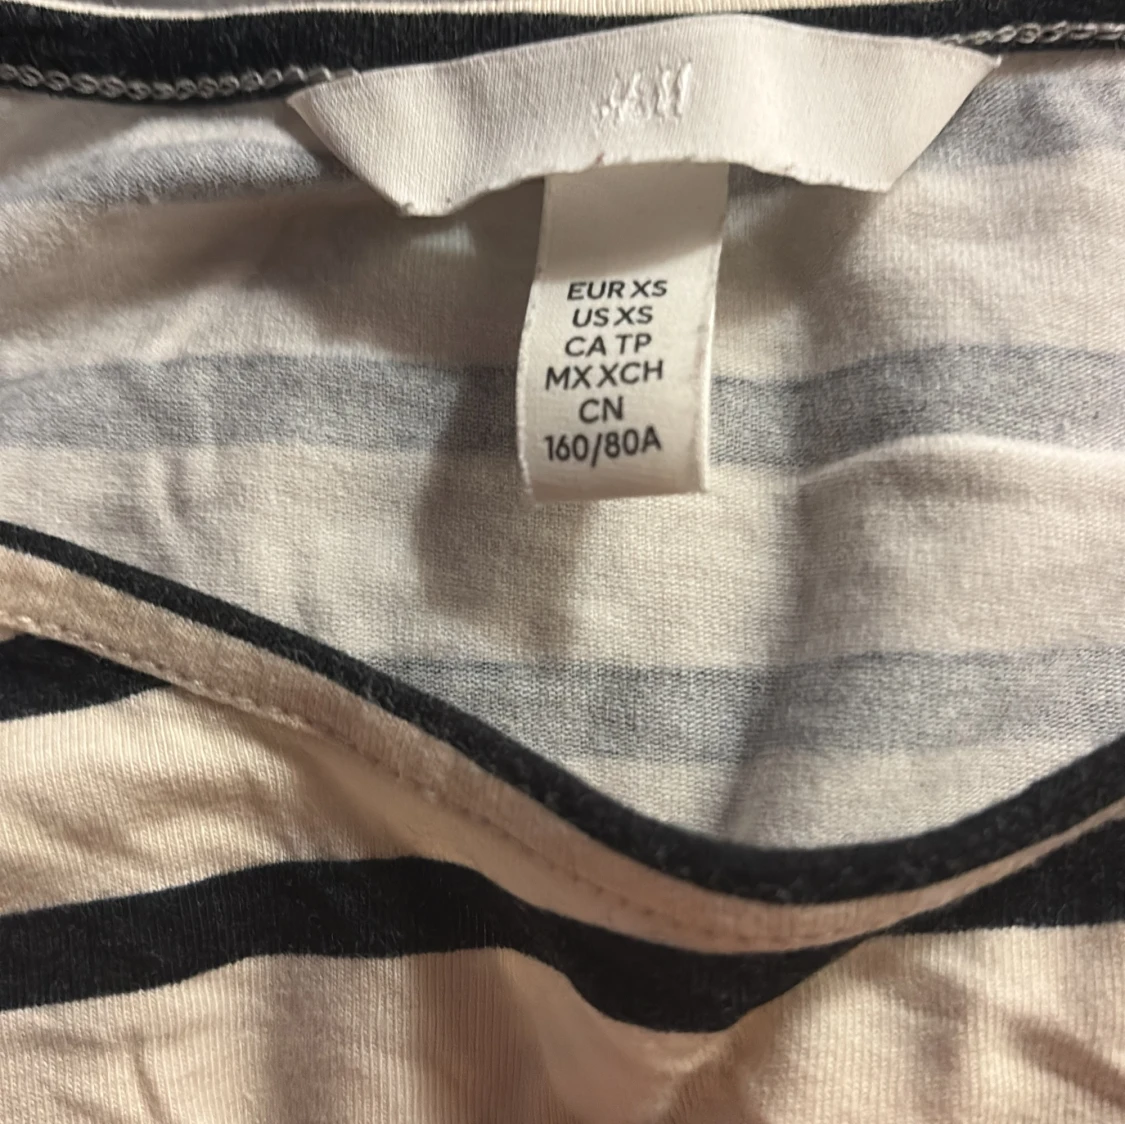 H&M
EUR XS
US XS
CA TP
MX XCH
CN
160/80A